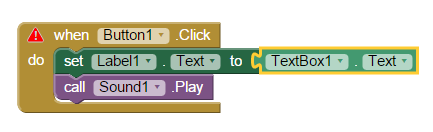 when Button1 .Click
do set Label1 . Text to TextBox1 . Text
call Sound1 .Play